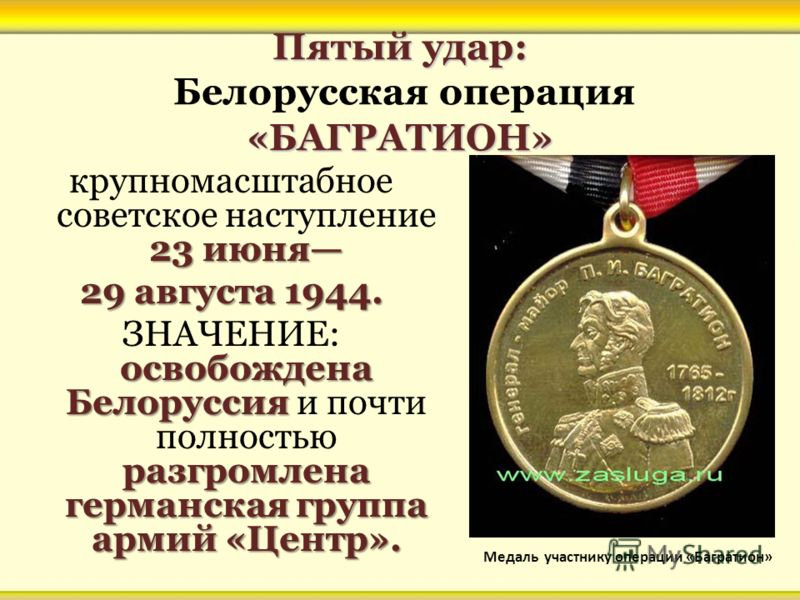 Пятый удар:
Белорусская операция
«БАГРАТИОН»
крупномасштабное
советское наступление
23 июня—
29 августа 1944.
ЗНАЧЕНИЕ:
освобождена
Белоруссия и почти
полностью
разгромлена
германская группа
армий «Центр».
Генерал - майор П. И. БАГРАТИОН
1765 -
1812г
www.zasluga.ru
Медаль участнику операции «Багратион»
MyShared